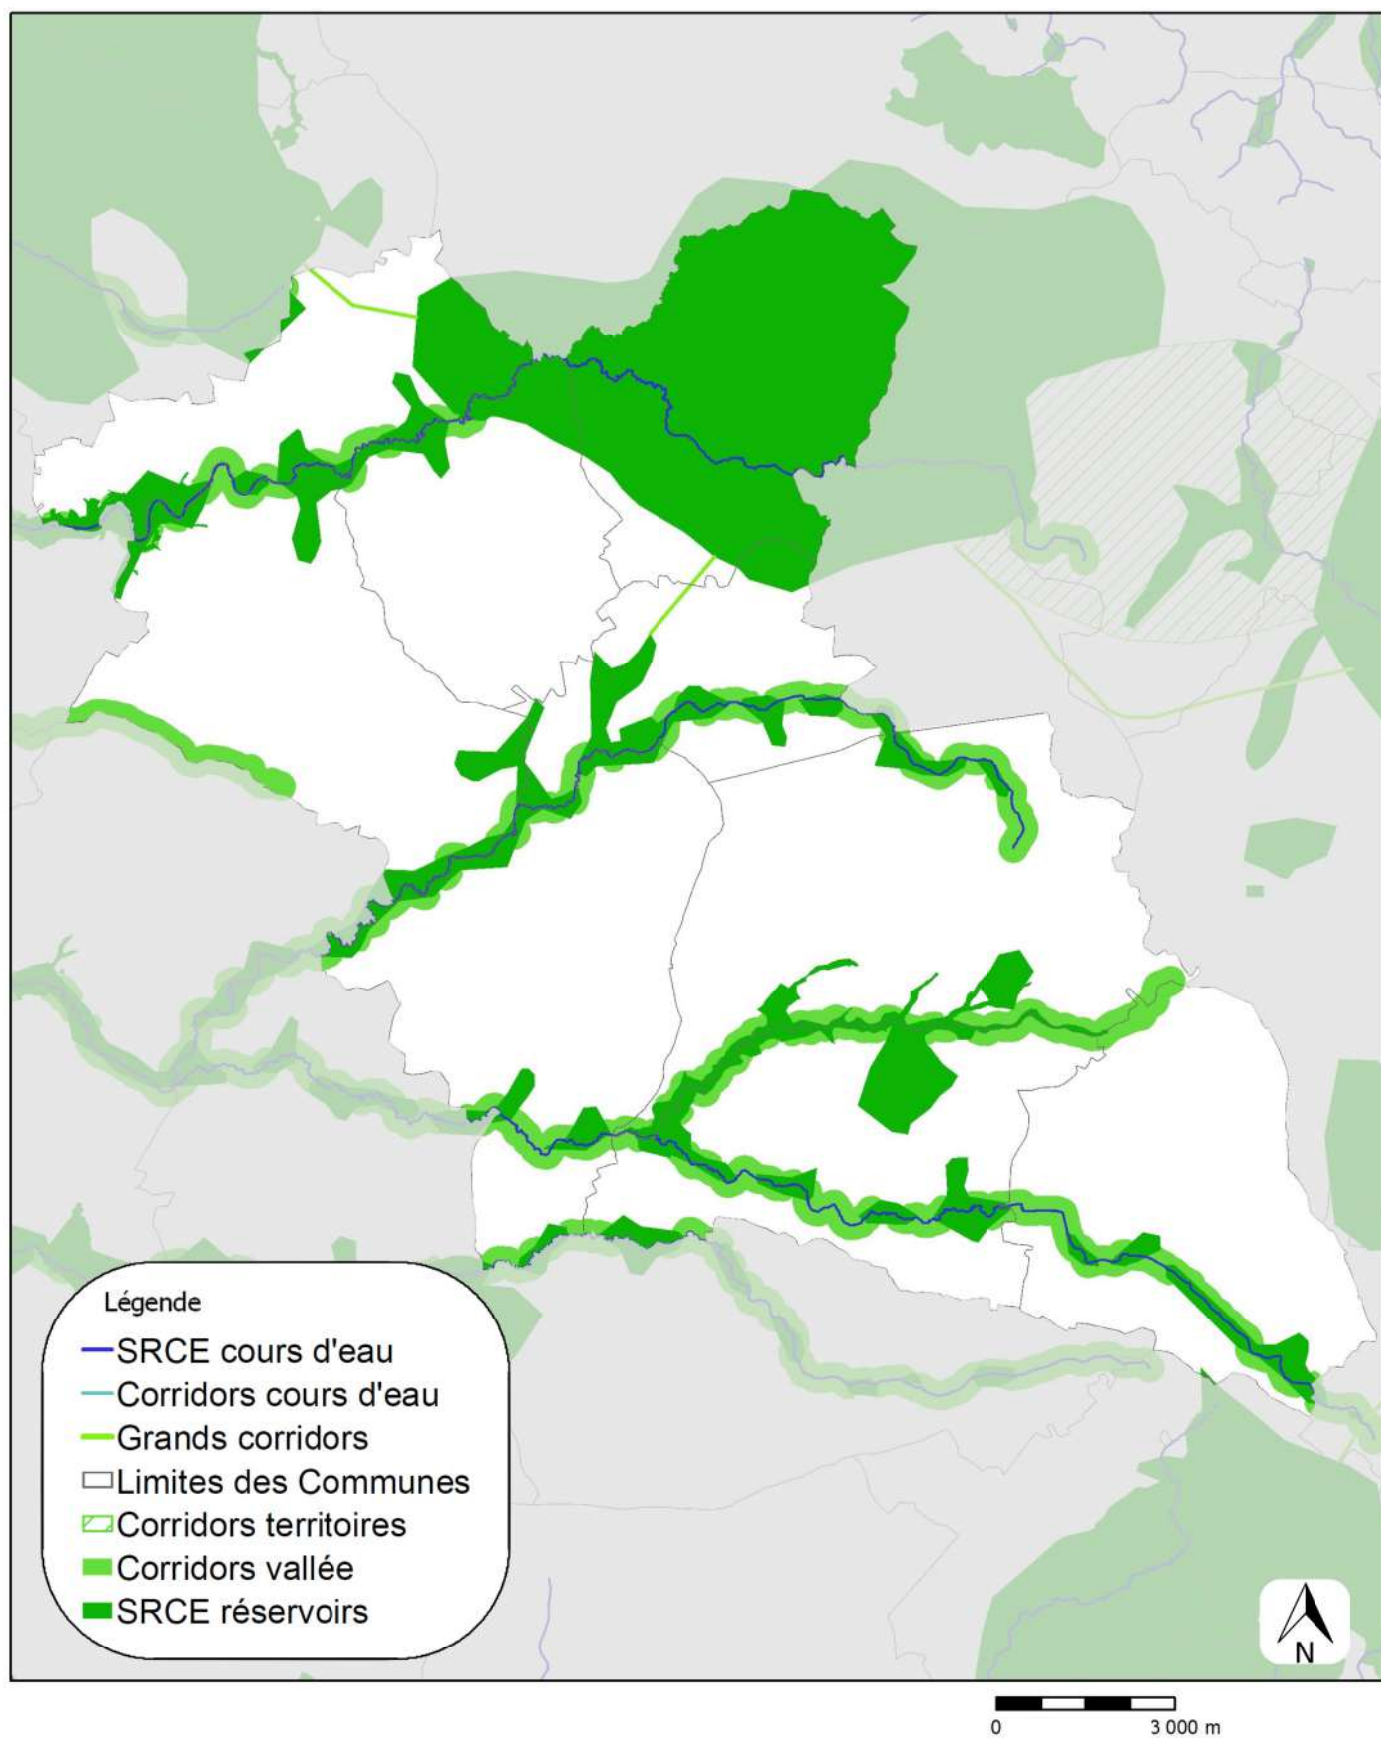 Légende
SRCE cours d'eau
Corridors cours d'eau
Grands corridors
Limites des Communes
Corridors territoires
Corridors vallée
SRCE réservoirs
N
0 3 000 m